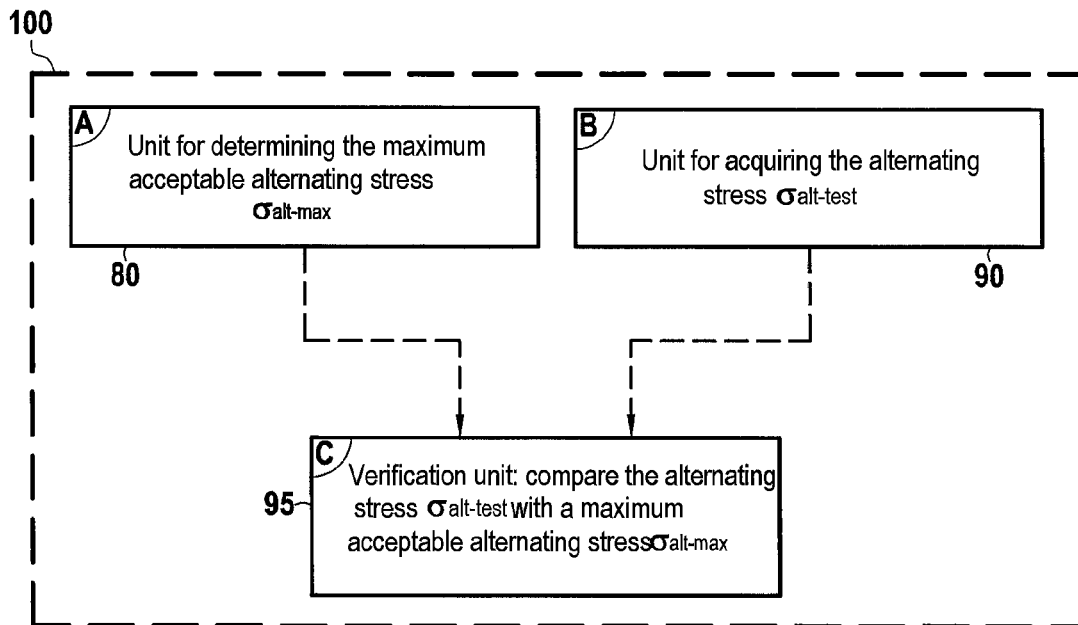 100
A
Unit for determining the maximum
acceptable alternating stress
σalt-max
80
B
Unit for acquiring the alternating
stress σalt-test
90
C
Verification unit: compare the alternating
stress σalt-test with a maximum
acceptable alternating stressσalt-max
95